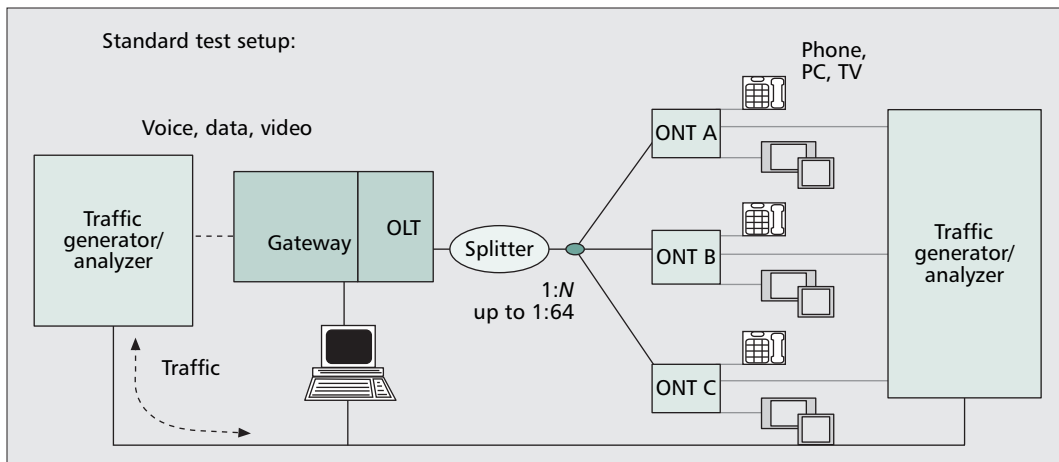 Standard test setup:
Phone,
PC, TV
Voice, data, video
Traffic
generator/
analyzer
Gateway
OLT
Splitter
1:N
up to 1:64
ONT A
ONT B
ONT C
Traffic
generator/
analyzer
Traffic